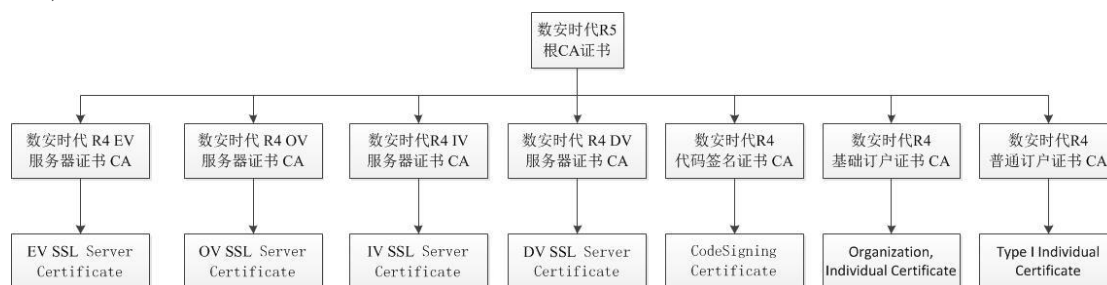 数安时代R5
根CA证书
数安时代 R4 EV
服务器证书 CA
数安时代 R4 OV
服务器证书 CA
数安时代R4 IV
服务器证书 CA
数安时代 R4 DV
服务器证书 CA
数安时代R4
代码签名证书 CA
数安时代R4
基础订户证书 CA
数安时代R4
普通订户证书 CA
EV SSL Server
Certificate
OV SSL Server
Certificate
IV SSL Server
Certificate
DV SSL Server
Certificate
CodeSigning
Certificate
Organization,
Individual Certificate
Type I Individual
Certificate